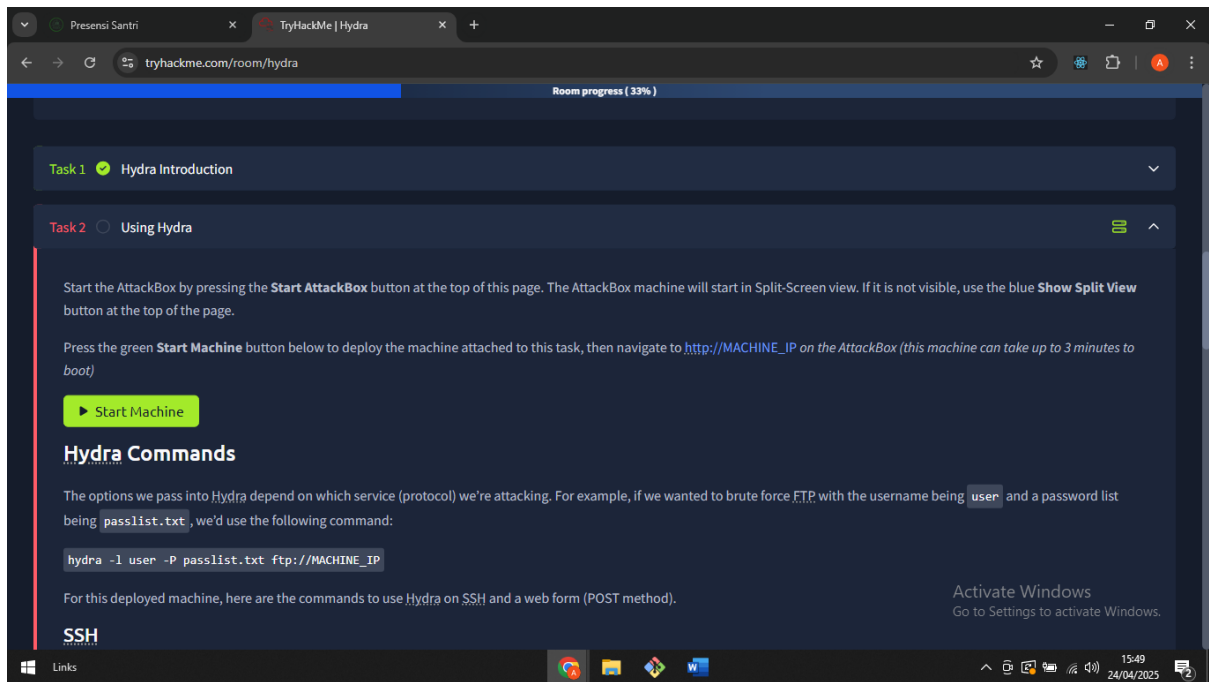 Presensi Santri
TryHackMe | Hydra
tryhackme.com/room/hydra
A
Room progress ( 33% )
Task 1 Hydra Introduction
Task 2 Using Hydra
Start the AttackBox by pressing the Start AttackBox button at the top of this page. The AttackBox machine will start in Split-Screen view. If it is not visible, use the blue Show Split View
button at the top of the page.
Press the green Start Machine button below to deploy the machine attached to this task, then navigate to http://MACHINE_IP on the AttackBox (this machine can take up to 3 minutes to
boot)
Start Machine
Hydra Commands
The options we pass into Hydra depend on which service (protocol) we're attacking. For example, if we wanted to brute force FTP with the username being user and a password list
being passlist.txt, we'd use the following command:
hydra -l user -P passlist.txt ftp://MACHINE_IP
For this deployed machine, here are the commands to use Hydra on SSH and a web form (POST method).
SSH
Activate Windows
Go to Settings to activate Windows.
Links
15:49
24/04/2025
2